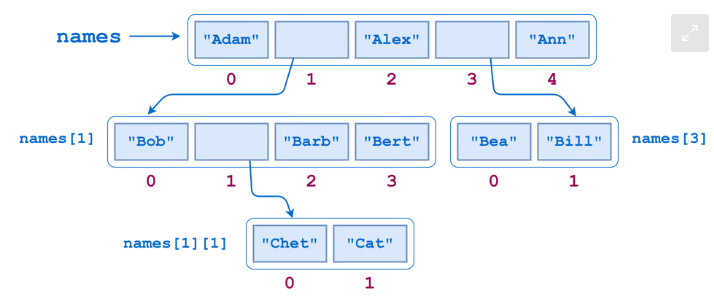 names "Adam" "Alex" "Ann"
0 1 2 3 4
names[1] "Bob" "Barb" "Bert" "Bea" "Bill" names[3]
0 1 2 3 0 1
names[1][1] "Chet" "Cat"
0 1